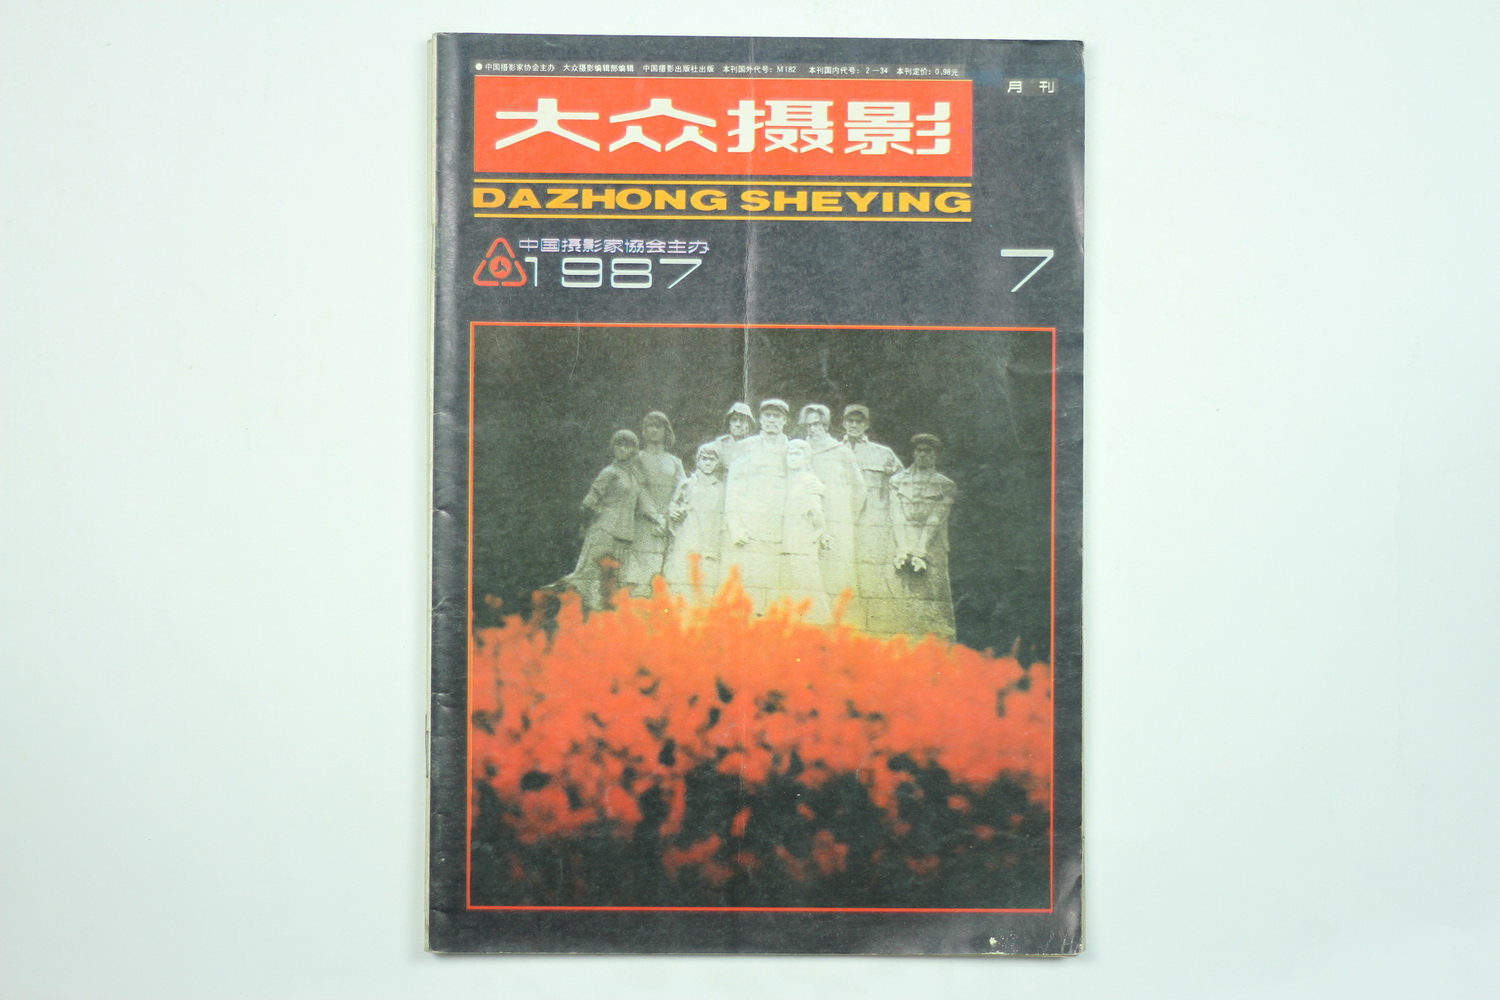 ●中国摄影家协会主办 大众摄影编辑部编辑 中国摄影出版社出版 本刊国外代号：M182 本刊国内代号：2—34 本刊定价：0.98元
月刊
大众摄影
DAZHONG SHEYING
中国摄影家協会主办
1987
7